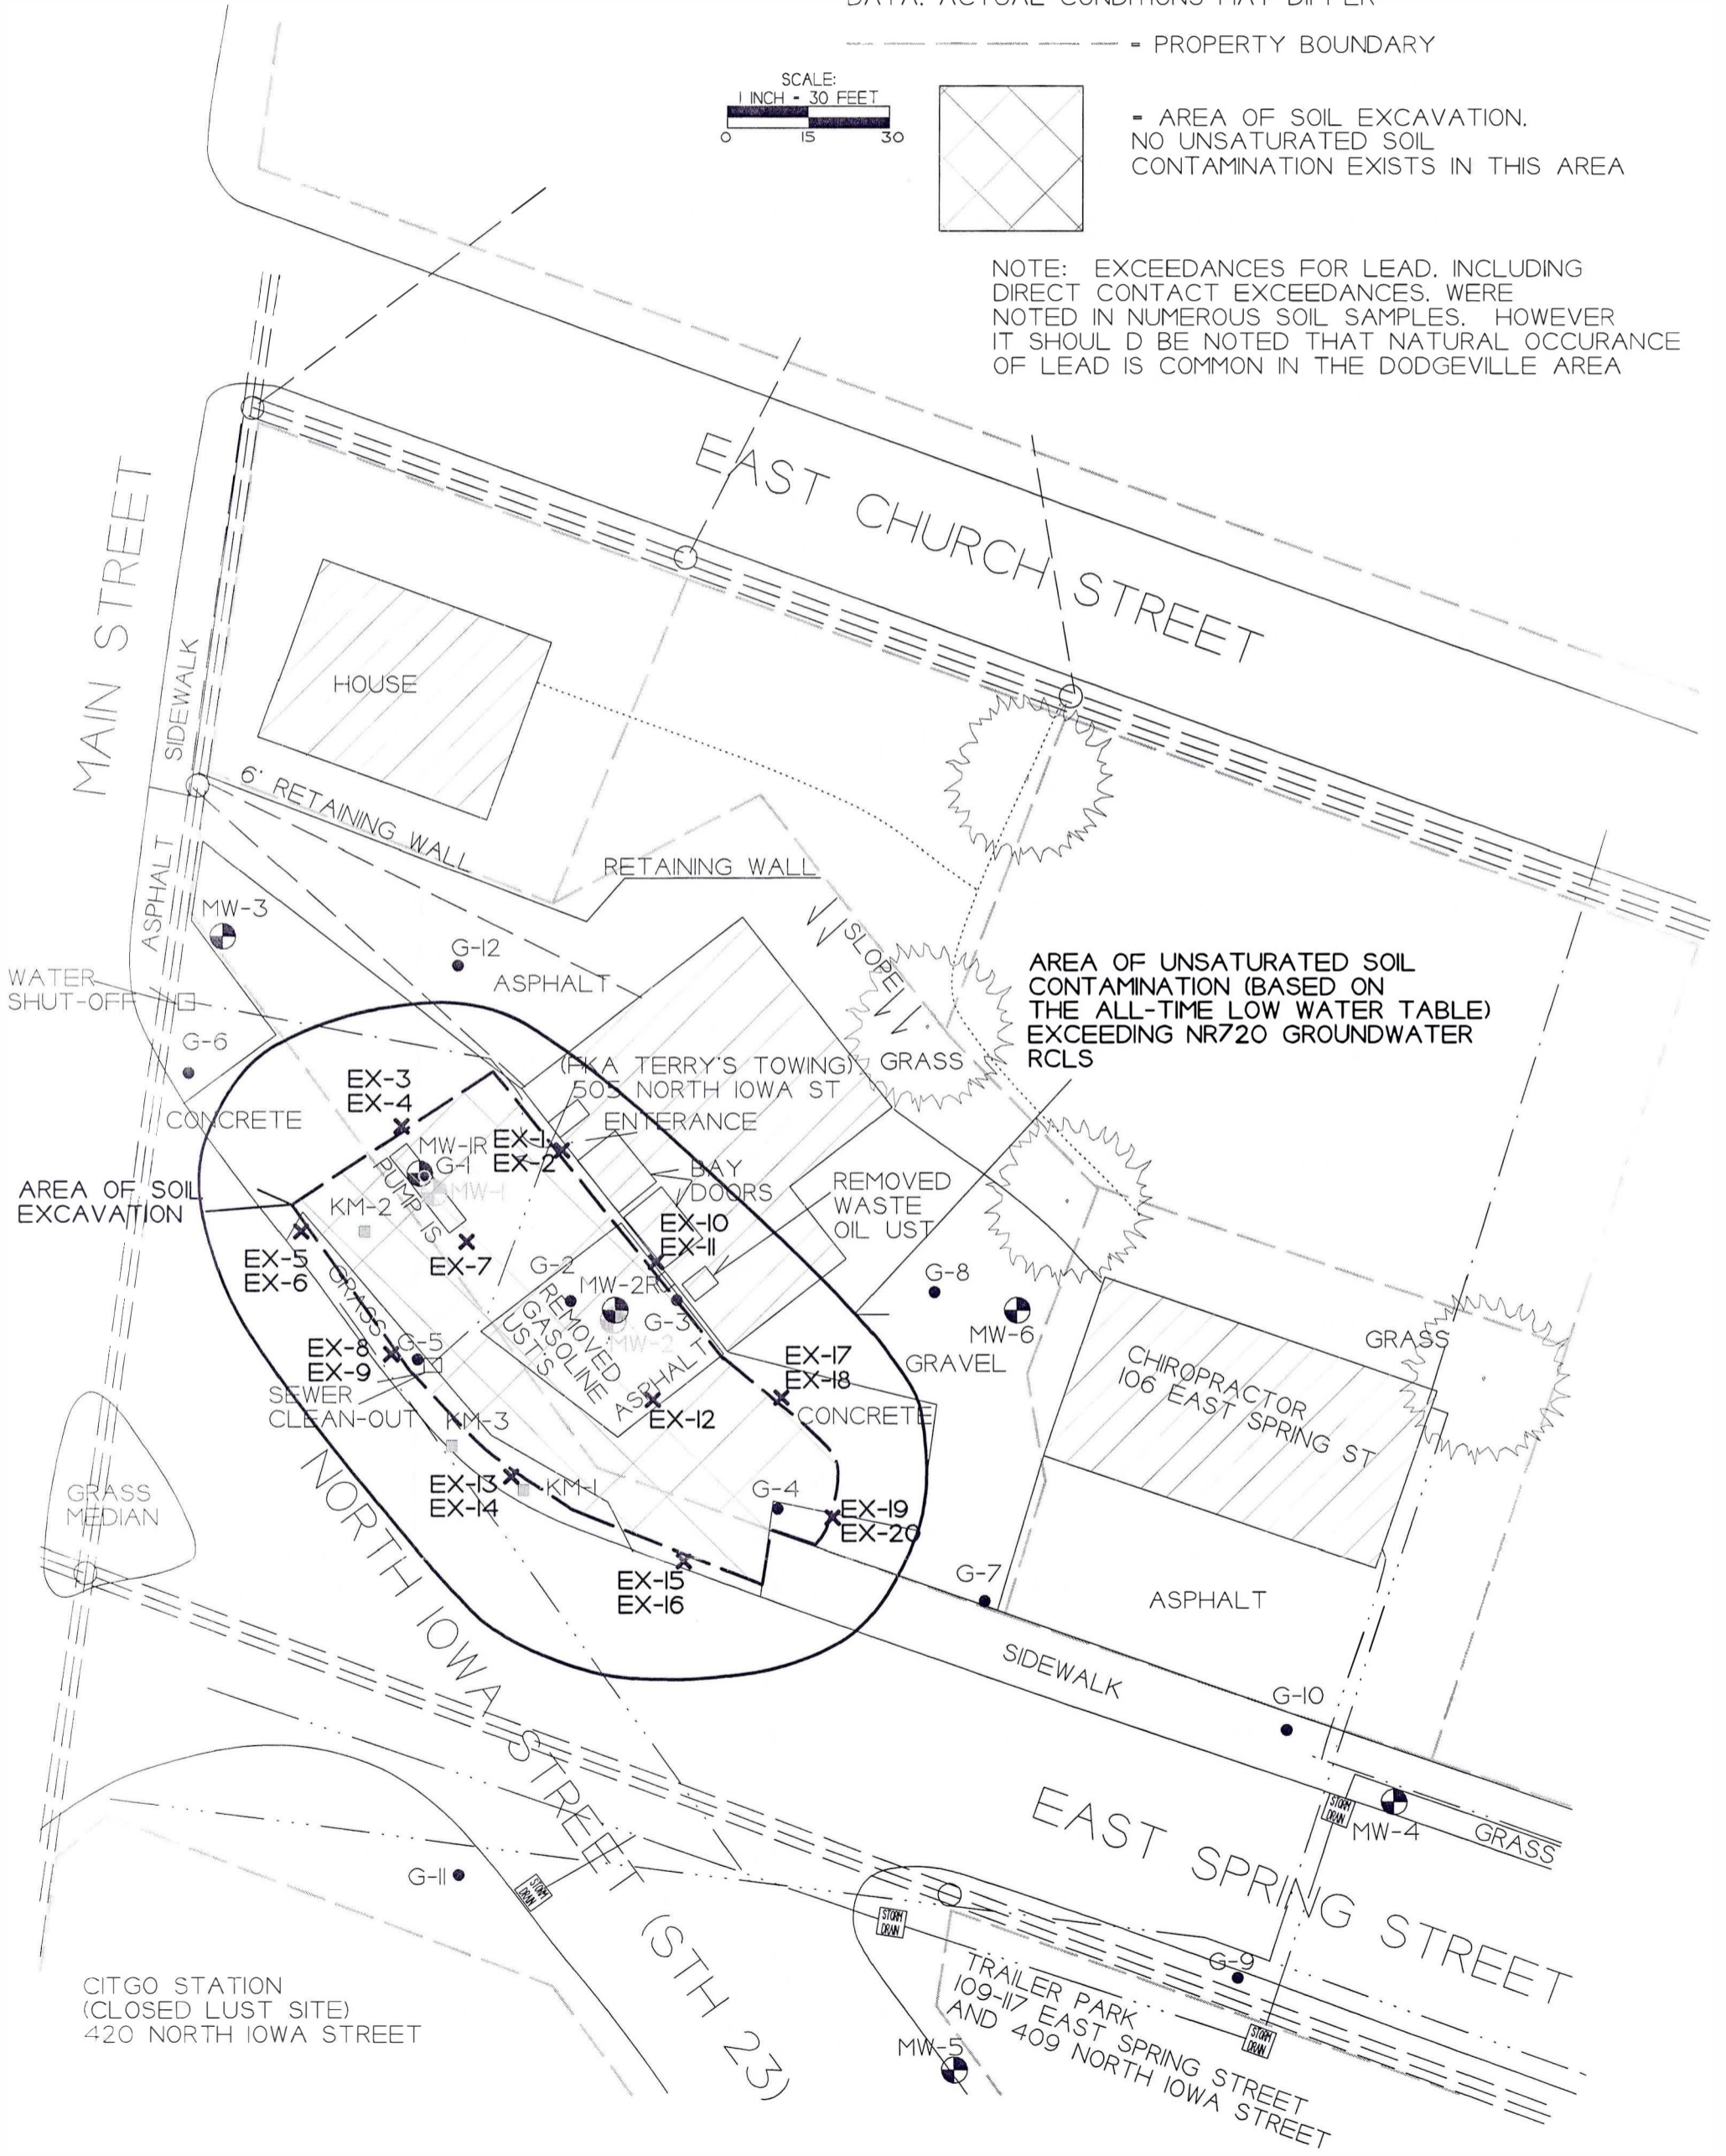 DATA. ACTUAL CONDITIONS MAY DIFFER
- PROPERTY BOUNDARY
SCALE:
1 INCH - 30 FEET
0 15 30
- AREA OF SOIL EXCAVATION.
NO UNSATURATED SOIL
CONTAMINATION EXISTS IN THIS AREA
NOTE: EXCEEDANCES FOR LEAD. INCLUDING
DIRECT CONTACT EXCEEDANCES. WERE
NOTED IN NUMEROUS SOIL SAMPLES. HOWEVER
IT SHOUL D BE NOTED THAT NATURAL OCCURANCE
OF LEAD IS COMMON IN THE DODGEVILLE AREA
EAST CHURCH STREET
MAIN STREET
SIDEWALK
HOUSE
6' RETAINING WALL
RETAINING WALL
ASPHALT
MW-3
G-12
ASPHALT
SLOPE
WATER
SHUT-OFF
G-6
AREA OF UNSATURATED SOIL
CONTAMINATION (BASED ON
THE ALL-TIME LOW WATER TABLE)
EXCEEDING NR720 GROUNDWATER
RCLS
GRASS
(FKA TERRY'S TOWING)
505 NORTH IOWA ST
EX-3
EX-4
CONCRETE
ENTERANCE
MW-1R
G-1
MW-1
EX-1
EX-2
PUMP IS
BAY
DOORS
REMOVED
WASTE
OIL UST
AREA OF SOIL
EXCAVATION
KM-2
EX-10
EX-11
EX-5
EX-6
EX-7
GRASS
G-2
MW-2R
G-3
MW-2
REMOVED
GASOLINE
UST'S
ASPHALT
G-8
MW-6
EX-8
EX-9
G-5
SEWER
CLEAN-OUT
KM-3
EX-12
EX-17
EX-18
CONCRETE
GRAVEL
GRASS
CHIROPRACTOR
106 EAST SPRING ST
EX-13
EX-14
KM-1
G-4
EX-19
EX-20
GRASS
MEDIAN
EX-15
EX-16
G-7
ASPHALT
SIDEWALK
G-10
NORTH IOWA STREET (STH 23)
EAST SPRING STREET
STORM
DRAIN
MW-4
GRASS
G-11
STORM
DRAIN
STORM
DRAIN
G-9
STORM
DRAIN
TRAILER PARK
109-117 EAST SPRING STREET
AND 409 NORTH IOWA STREET
MW-5
CITGO STATION
(CLOSED LUST SITE)
420 NORTH IOWA STREET